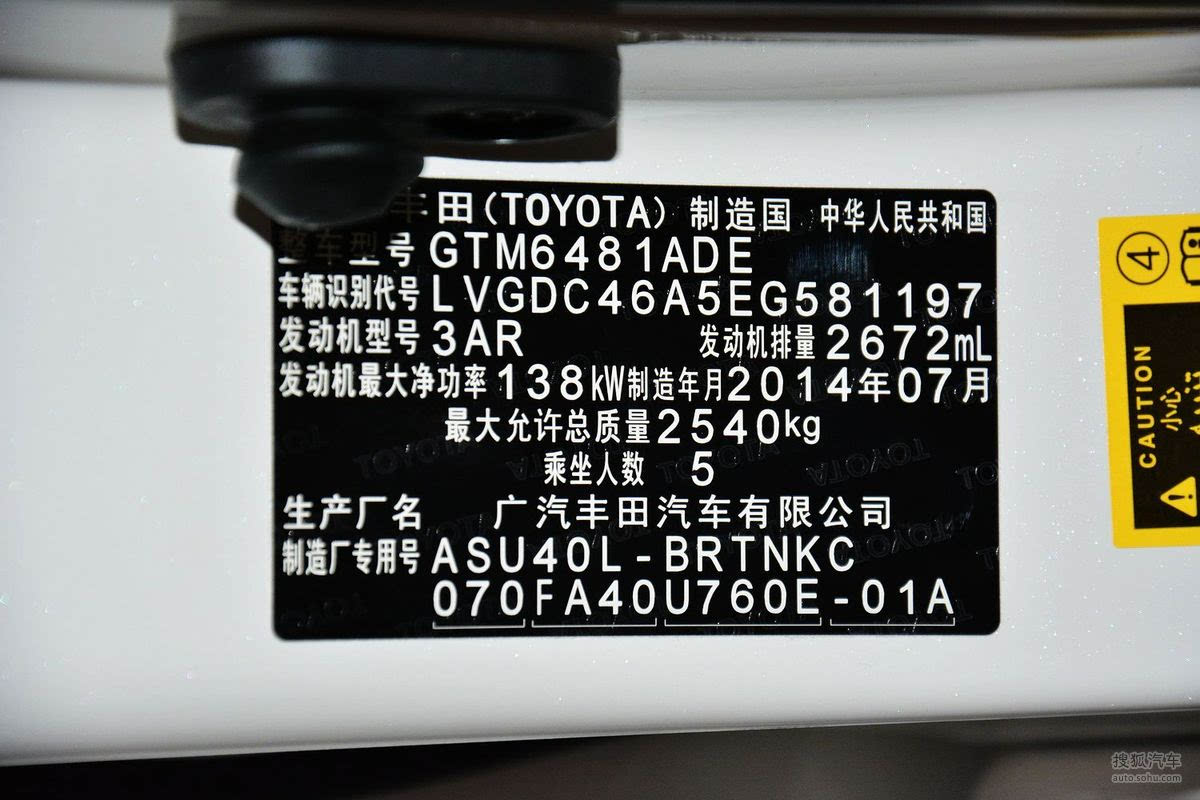 丰田(TOYOTA) 制造国 中华人民共和国
整车型号 GTM6481ADE
车辆识别代号 LVGDC46A5EG581197
发动机型号 3AR 发动机排量 2672mL
发动机最大净功率 138kW 制造年月 2014年07月
最大允许总质量 2540kg
乘坐人数 5
生产厂名 广汽丰田汽车有限公司
制造厂专用号 ASU40L-BRTNKC
070FA40U760E-01A
④
CAUTION
小心
搜狐汽车
auto.sohu.com